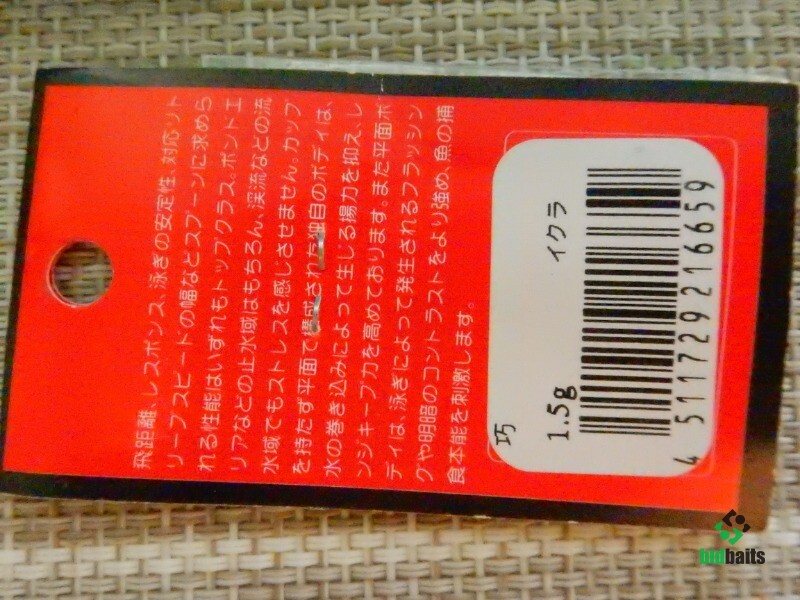 飛距離、レスポンス、泳ぎの安定性、対応リト
リーブスピードの幅などスプーンに求めら
れる性能はいずれもトップクラス。ポンドエ
リアなどの止水域はもちろん、渓流などの流
水域でもストレスを感じさせません。カップ
を持たず平面で構成された独自のボディは、
水の巻き込みによって生じる揚力を抑え、レ
ンジキープ力を高めております。また平面ボ
ディは、泳ぎによって発生されるフラッシン
グや明暗のコントラストをより強め、魚の捕
食本能を刺激します。
巧
1.5g イクラ
4511729216659
bidbaits